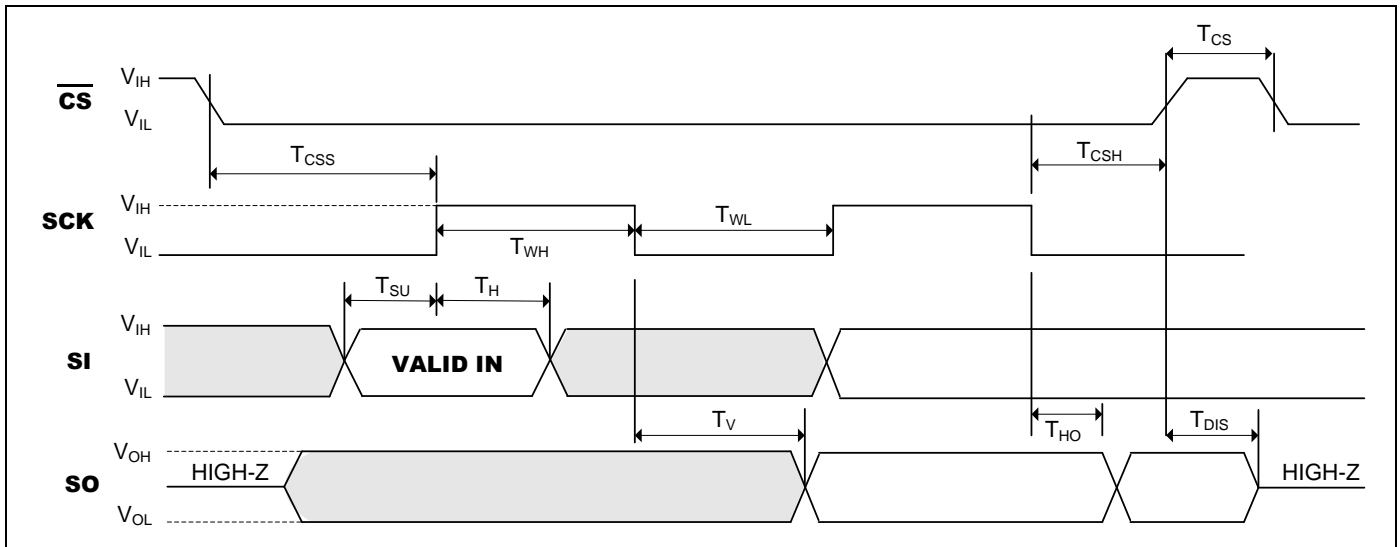 T_CS
V_IH
CS
V_IL
T_CSS
T_CSH
V_IH
SCK
T_WL
V_IL
T_WH
T_SU T_H
V_IH
SI VALID IN
V_IL
T_V T_HO T_DIS
V_OH
HIGH-Z HIGH-Z
SO
V_OL